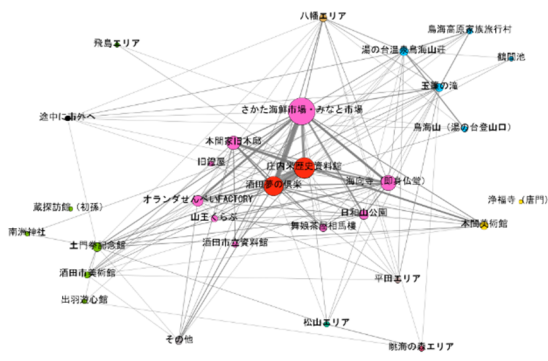 八幡エリア
鳥海高原家族旅行村
飛島エリア
湯の台温泉鳥海山荘
鶴間池
玉簾の滝
さかた海鮮市場・みなと市場
途中に市外へ
鳥海山（湯の台登山口）
本間家旧本邸
旧鐙屋
庄内米歴史資料館
酒田夢の倶楽
海向寺（即身仏堂）
オランダせんべいFACTORY
浄福寺（唐門）
蔵探訪館（初孫）
山王くらぶ
日和山公園
舞娘茶屋相馬樓
本間美術館
南洲神社
土門拳記念館
酒田市立資料館
酒田市美術館
平田エリア
出羽遊心館
松山エリア
その他
眺海の森エリア